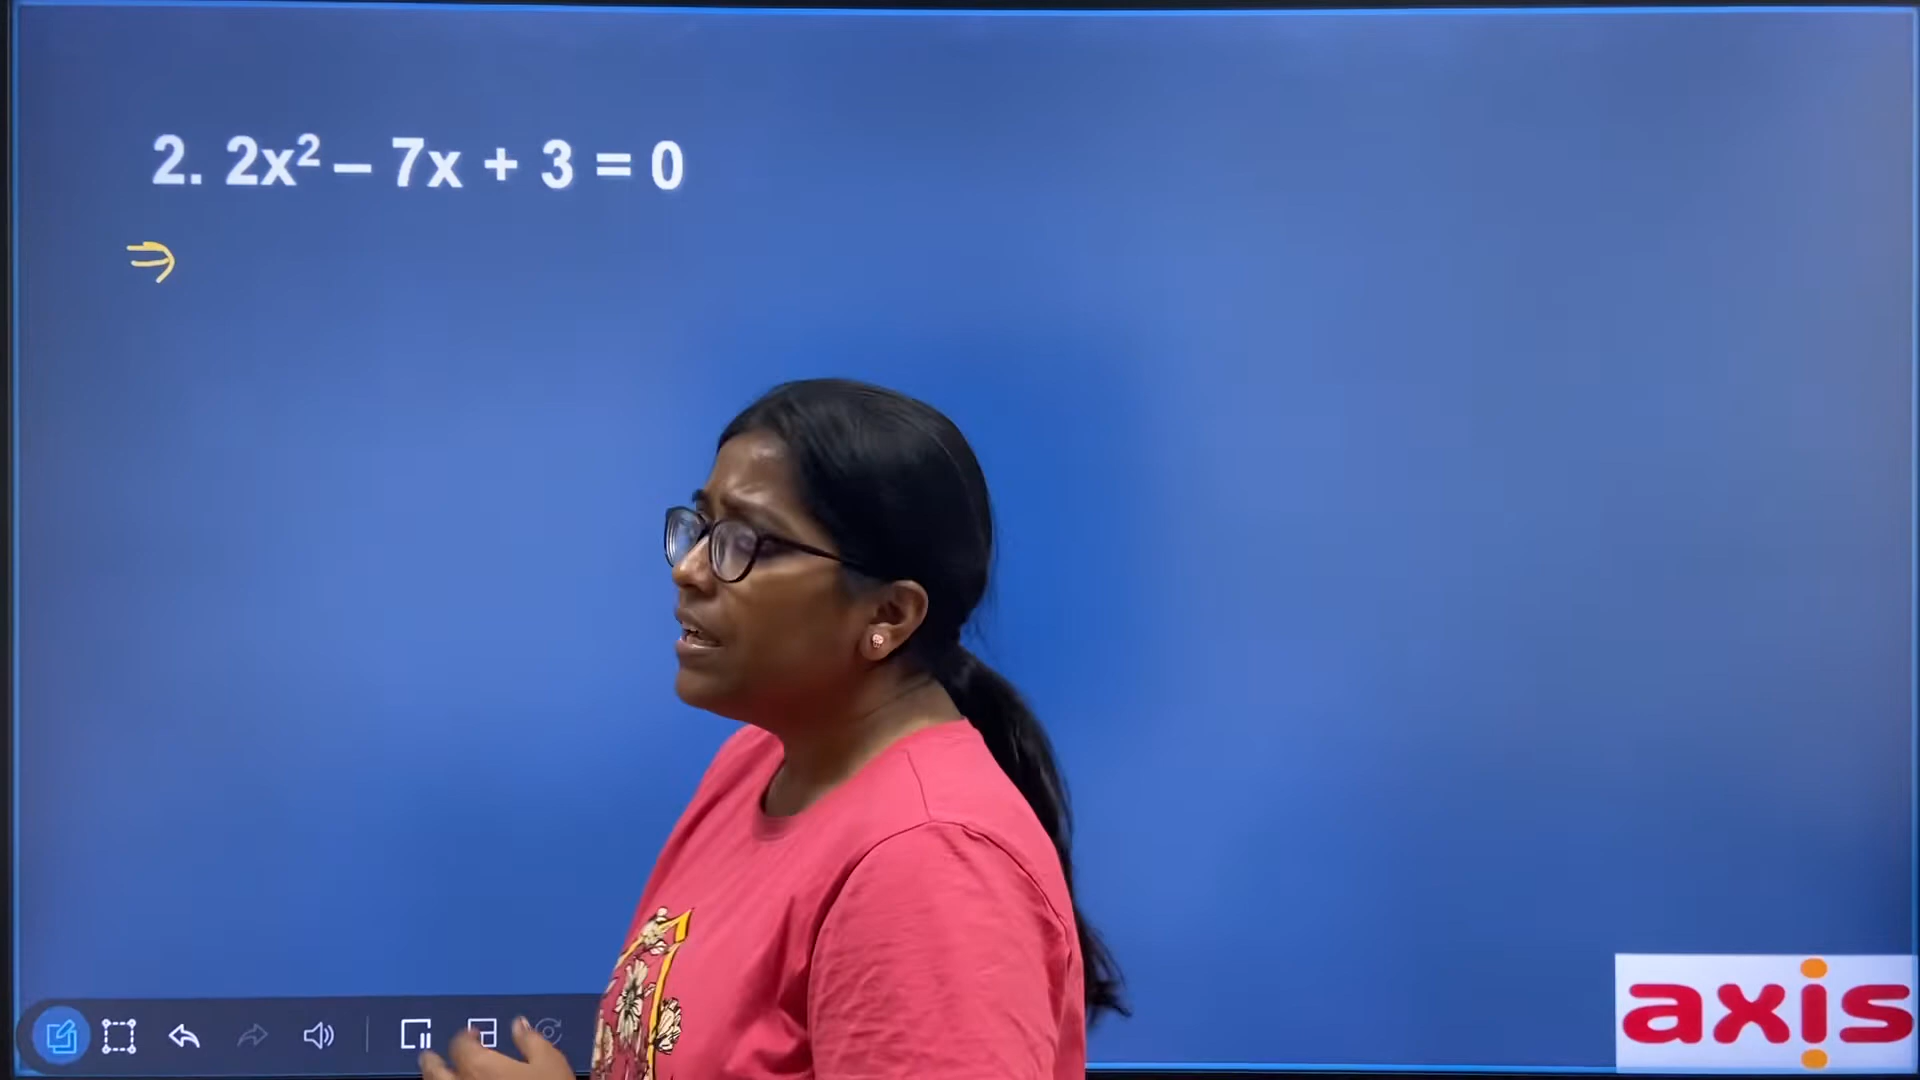 2. 2x² – 7x + 3 = 0
⇒
axis